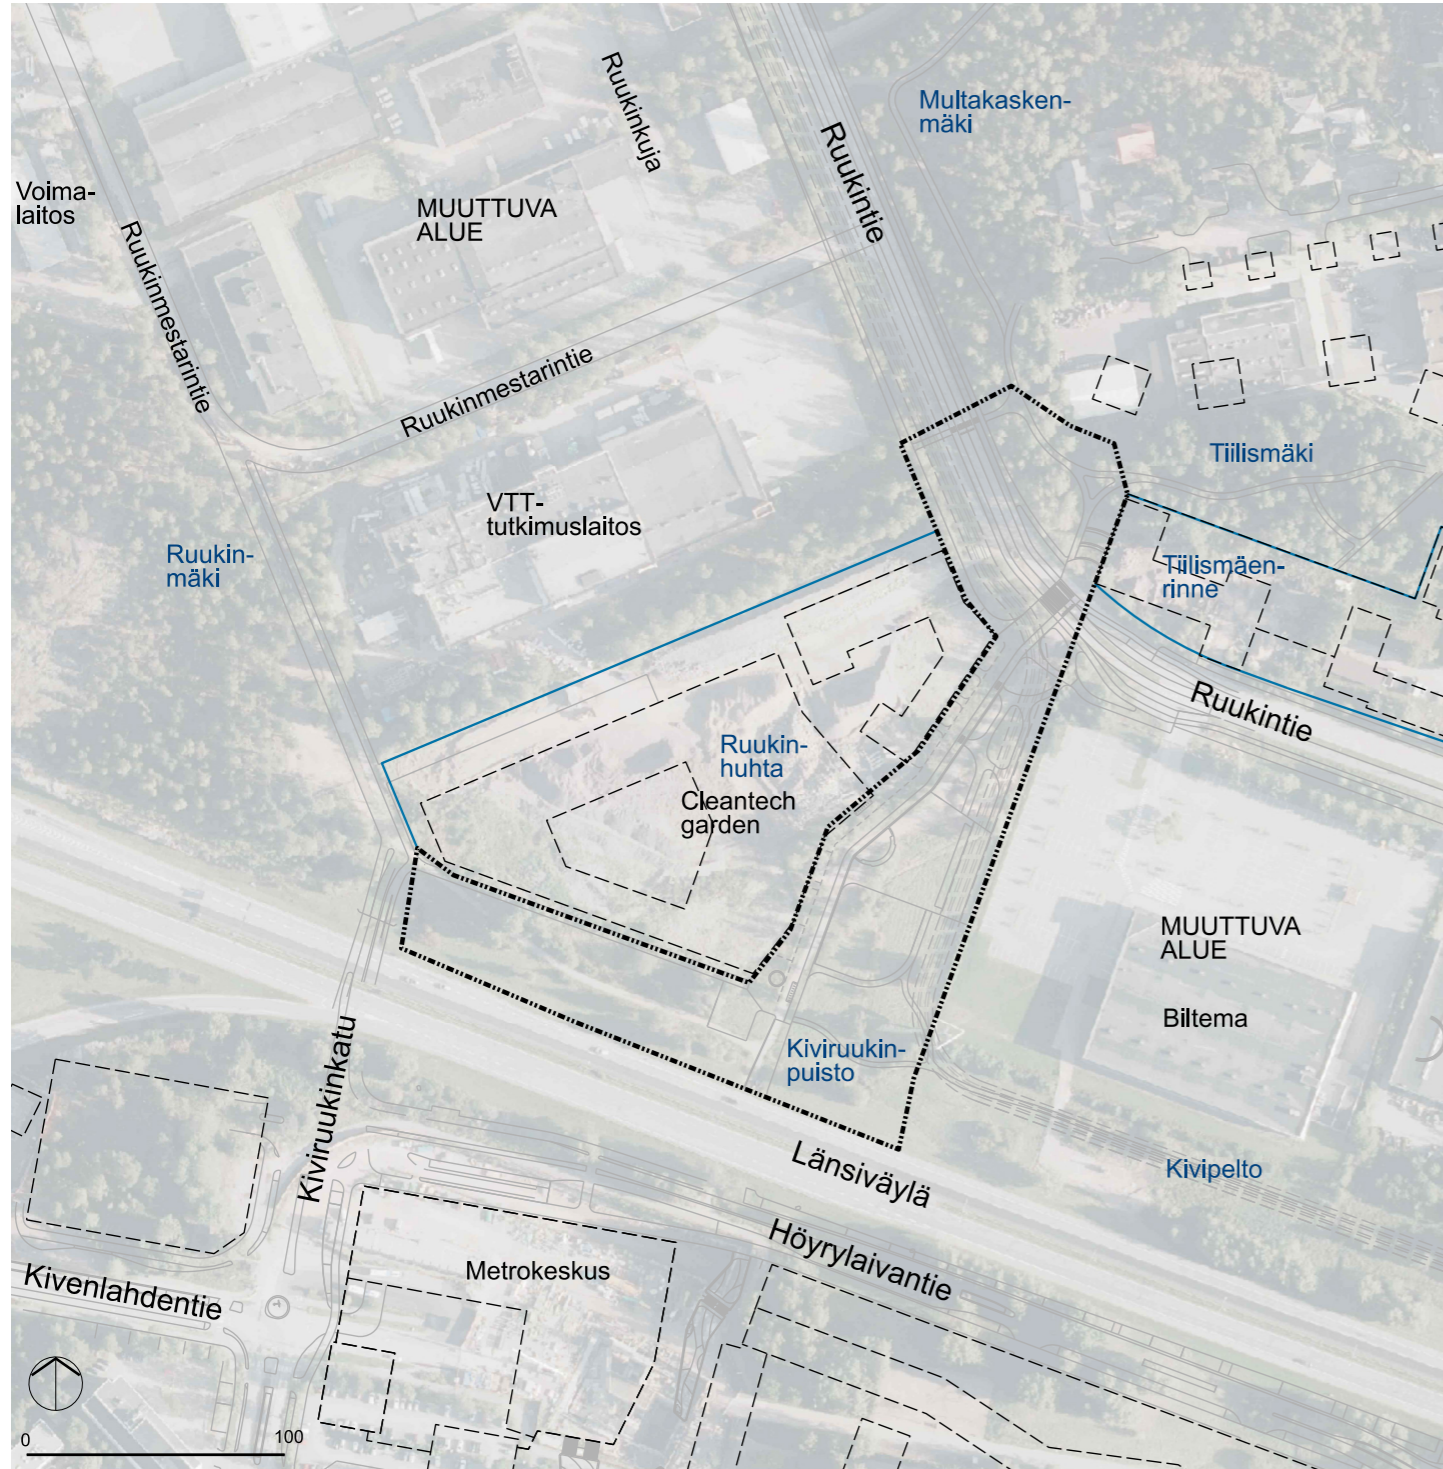 Ruukinkuja
Multakasken-
mäki
Ruukintie
Voima-
laitos
MUUTTUVA
ALUE
Ruukinmestarintie
Ruukinmestarintie
Tiilismäki
VTT-
tutkimuslaitos
Ruukin-
mäki
Tiilismäen-
rinne
Ruukintie
Ruukin-
huhta
Cleantech
garden
MUUTTUVA
ALUE
Biltema
Kiviruukinkatu
Kiviruukin-
puisto
Länsiväylä
Kivipelto
Höyrylaivantie
Metrokeskus
Kivenlahdentie
0 100